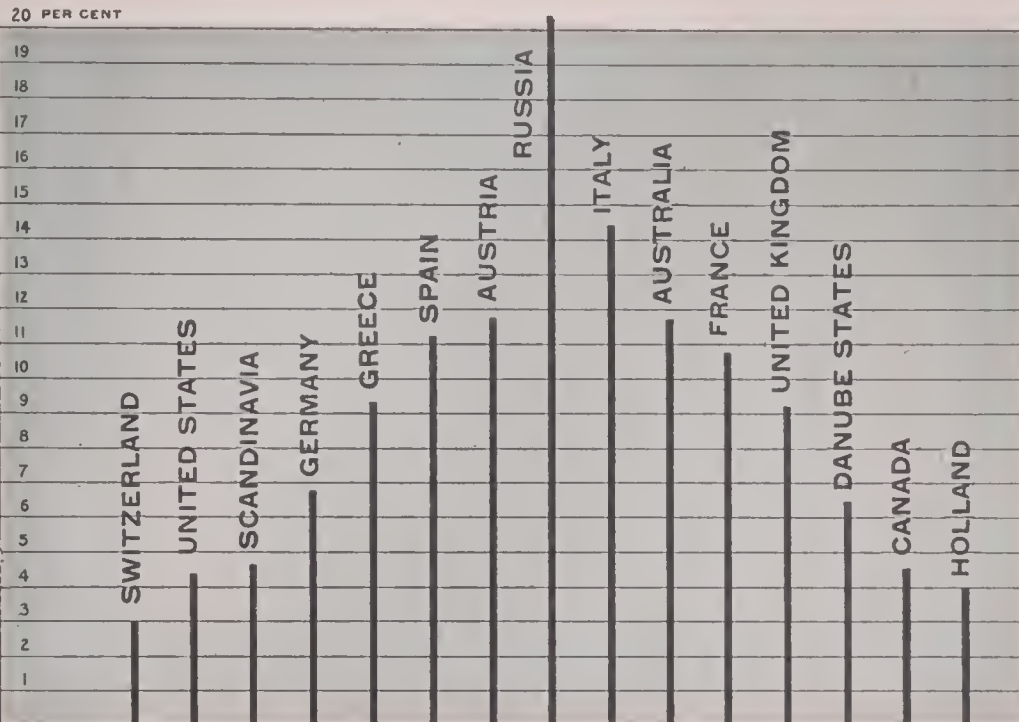 20 PER CENT
19
18
17
16
15
14
13
12
11
10
9
8
7
6
5
4
3
2
1
SWITZERLAND
UNITED STATES
SCANDINAVIA
GERMANY
GREECE
SPAIN
AUSTRIA
RUSSIA
ITALY
AUSTRALIA
FRANCE
UNITED KINGDOM
DANUBE STATES
CANADA
HOLLAND